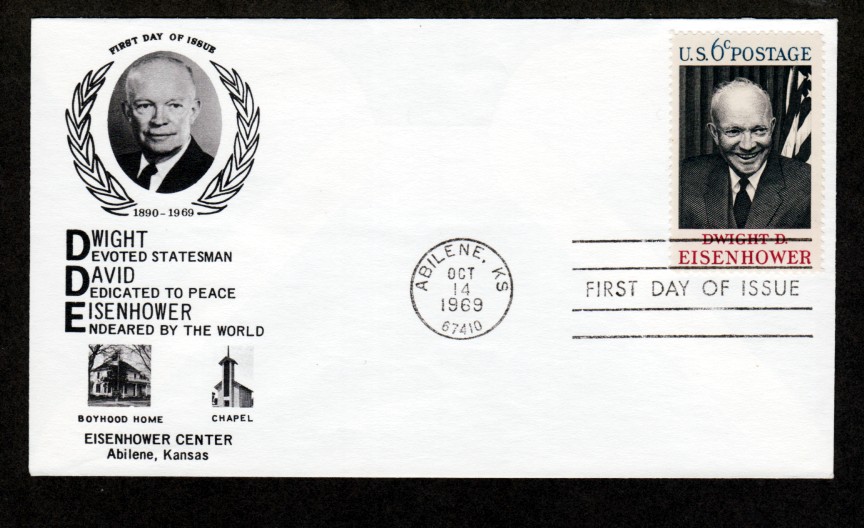 FIRST DAY OF ISSUE
1890-1969
DWIGHT
DEVOTED STATESMAN
DAVID
DEDICATED TO PEACE
EISENHOWER
ENDEARED BY THE WORLD
BOYHOOD HOME
CHAPEL
EISENHOWER CENTER
Abilene, Kansas
ABILENE, KS
OCT
14
1969
67410
U.S. 6c POSTAGE
DWIGHT D.
EISENHOWER
FIRST DAY OF ISSUE